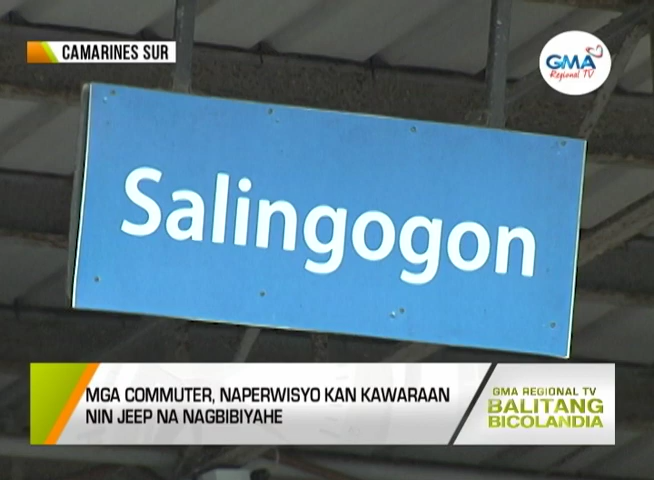 CAMARINES SUR
GMA
Regional TV
Salingogon
MGA COMMUTER, NAPERWISYO KAN KAWARAAN
NIN JEEP NA NAGBIBIYAHE
GMA REGIONAL TV
BALITANG
BICOLANDIA